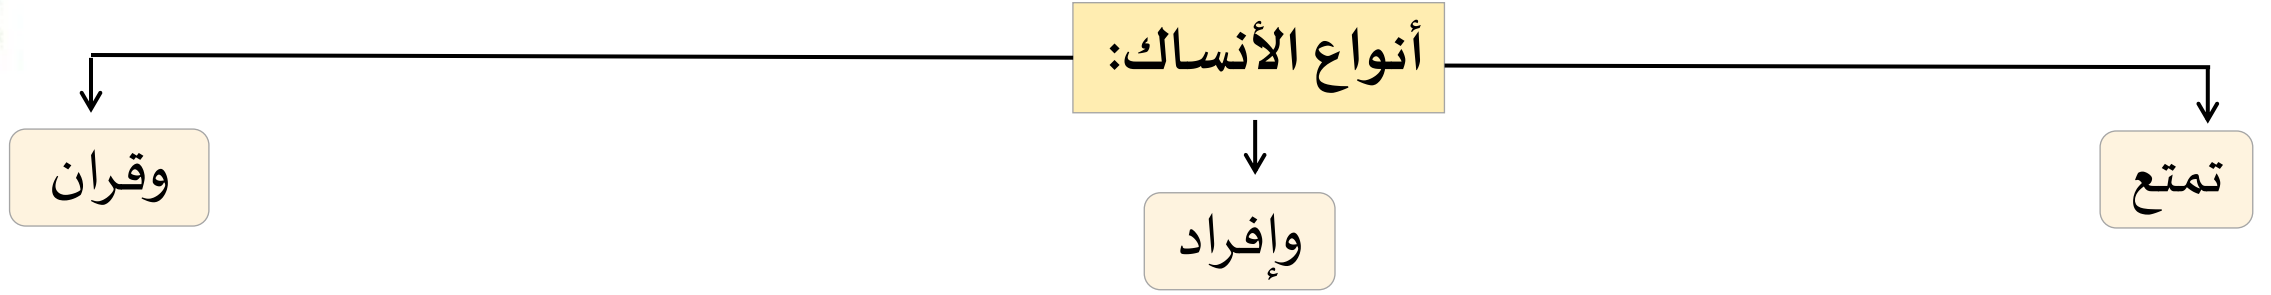 أنواع الأنساك:
تمتع
وإفراد
وقران